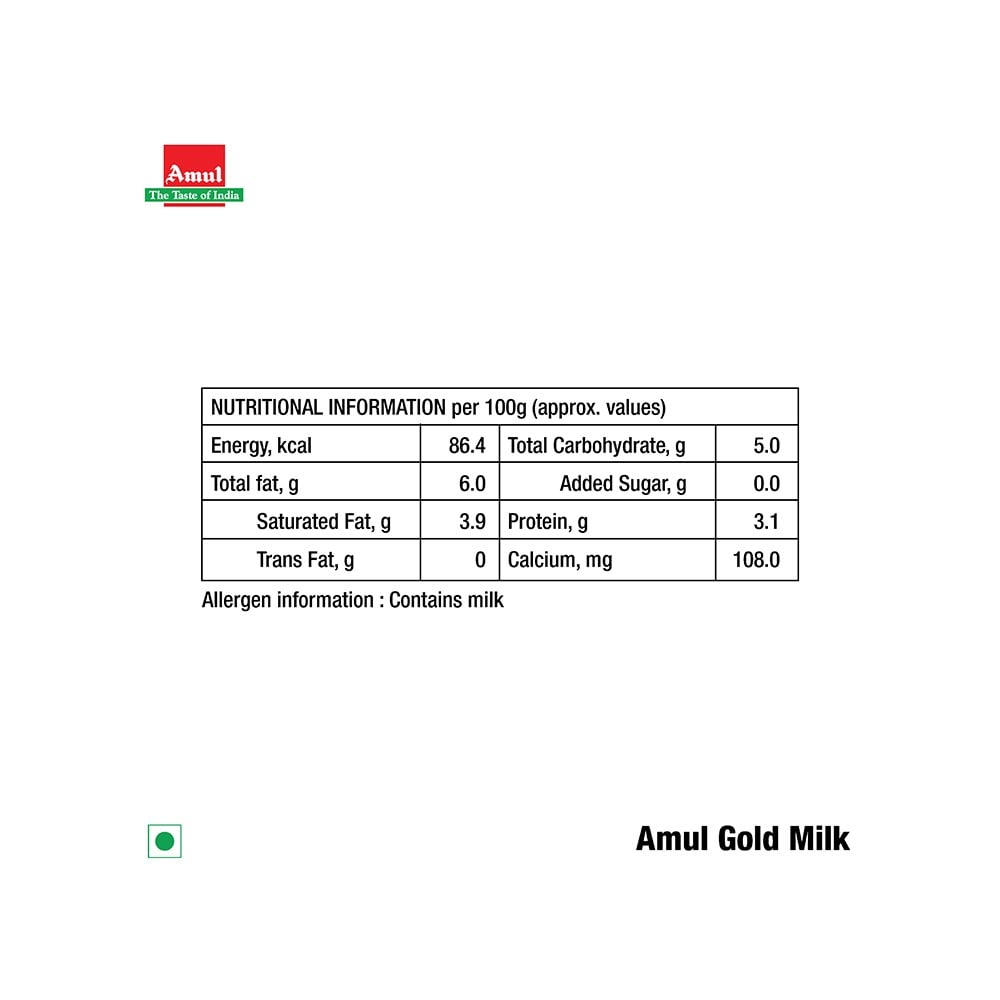 Amul
The Taste of India
NUTRITIONAL INFORMATION per 100g (approx. values)
Energy, kcal 86.4 Total Carbohydrate, g 5.0
Total fat, g 6.0 Added Sugar, g 0.0
Saturated Fat, g 3.9 Protein, g 3.1
Trans Fat, g 0 Calcium, mg 108.0
Allergen information : Contains milk
Amul Gold Milk